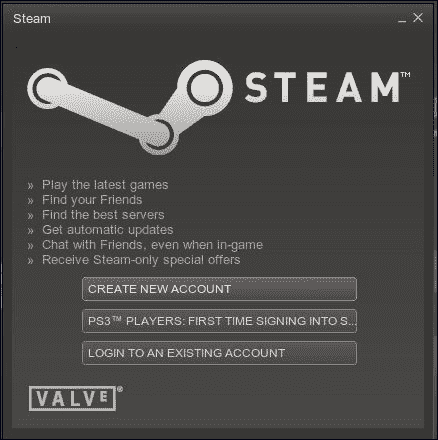 Steam
STEAM™
» Play the latest games
» Find your Friends
» Find the best servers
» Get automatic updates
» Chat with Friends, even when in-game
» Receive Steam-only special offers
CREATE NEW ACCOUNT
PS3™ PLAYERS: FIRST TIME SIGNING INTO S...
LOGIN TO AN EXISTING ACCOUNT
VALVE®